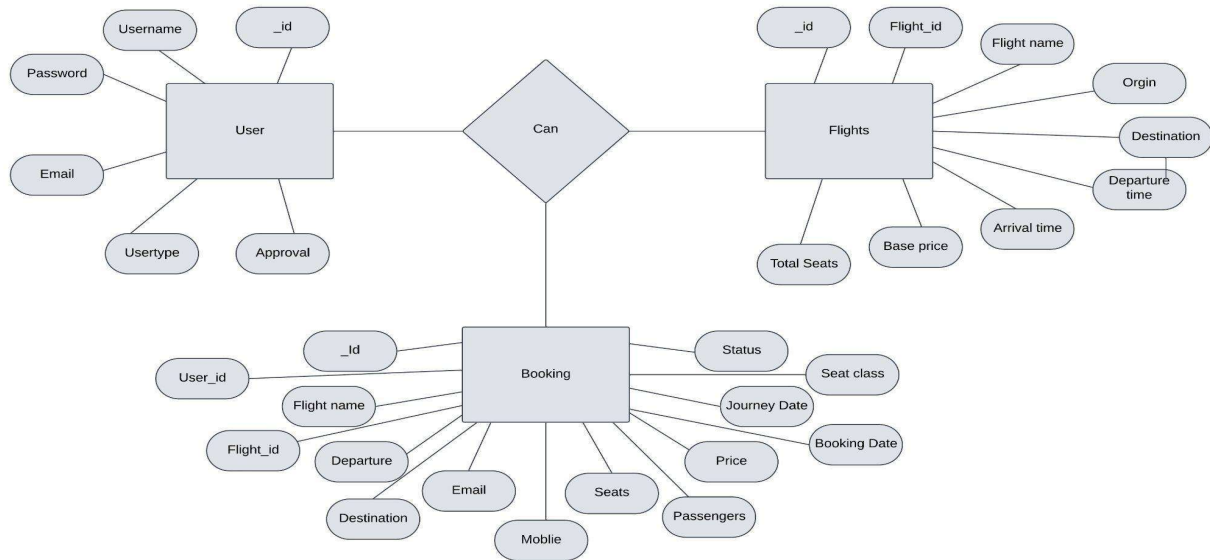 Username
_id
Password
User
Email
Usertype
Approval
Can
_id
Flight_id
Flight name
Orgin
Flights
Destination
Departure
time
Arrival time
Base price
Total Seats
_Id
User_id
Flight name
Flight_id
Departure
Destination
Email
Moblie
Booking
Status
Seat class
Journey Date
Booking Date
Price
Seats
Passengers